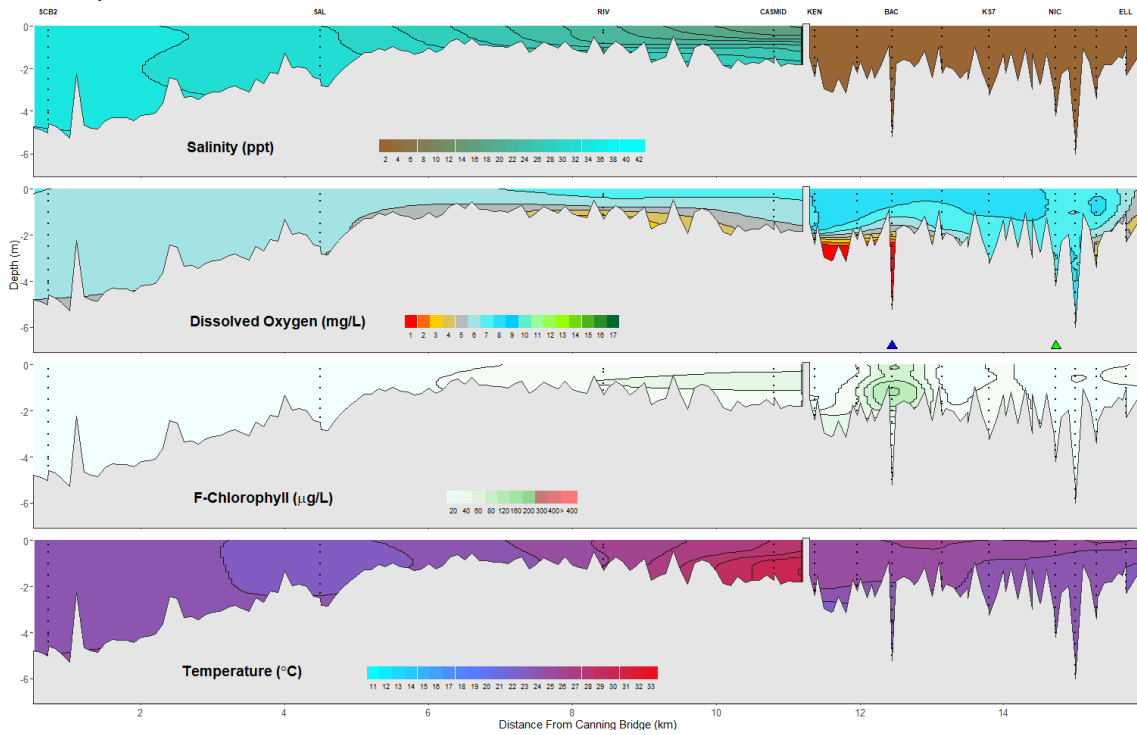 SCB2 SAL RIV CASMID KEN BAC KS7 NIC ELL
0
-2
-4
-6
Salinity (ppt)
2 4 6 8 10 12 14 16 18 20 22 24 26 28 30 32 34 36 38 40 42
0
-2
-4
-6
Depth (m)
Dissolved Oxygen (mg/L)
1 2 3 4 5 6 7 8 9 10 11 12 13 14 15 16 17
0
-2
-4
-6
F-Chlorophyll (μg/L)
20 40 60 80 120 160 200 300 400 > 400
0
-2
-4
-6
Temperature (°C)
11 12 13 14 15 16 17 18 19 20 21 22 23 24 25 26 27 28 29 30 31 32 33
2 4 6 8 10 12 14
Distance From Canning Bridge (km)